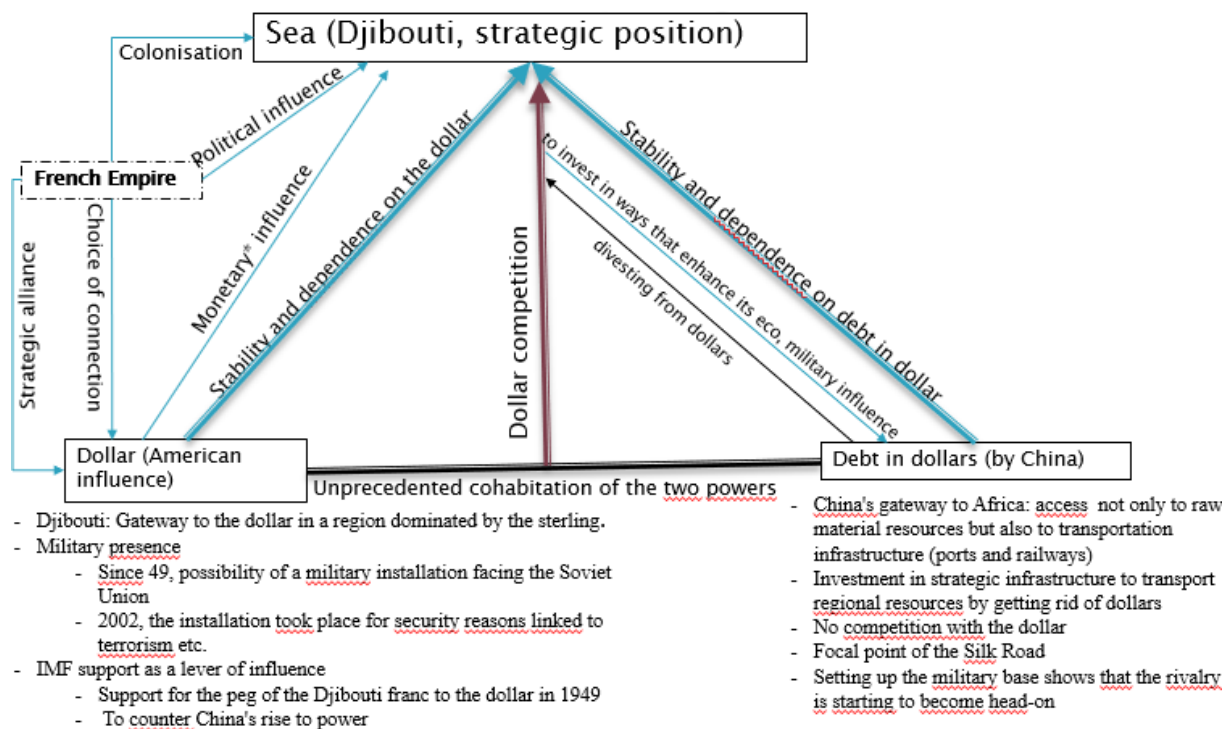 Sea (Djibouti, strategic position)
Colonisation
Political influence
French Empire
Strategic alliance
Choice of connection
Monetary* influence
Stability and dependence on the dollar
Dollar competition
to invest in ways that enhance its eco, military influence
divesting from dollars
Stability and dependence on debt in dollar
Dollar (American
influence)
Unprecedented cohabitation of the two powers
Debt in dollars (by China)
- Djibouti: Gateway to the dollar in a region dominated by the sterling.
- Military presence
- Since 49, possibility of a military installation facing the Soviet
Union
- 2002, the installation took place for security reasons linked to
terrorism etc.
- IMF support as a lever of influence
- Support for the peg of the Djibouti franc to the dollar in 1949
- To counter China's rise to power
- China's gateway to Africa: access not only to raw
material resources but also to transportation
infrastructure (ports and railways)
- Investment in strategic infrastructure to transport
regional resources by getting rid of dollars
- No competition with the dollar
- Focal point of the Silk Road
- Setting up the military base shows that the rivalry
is starting to become head-on